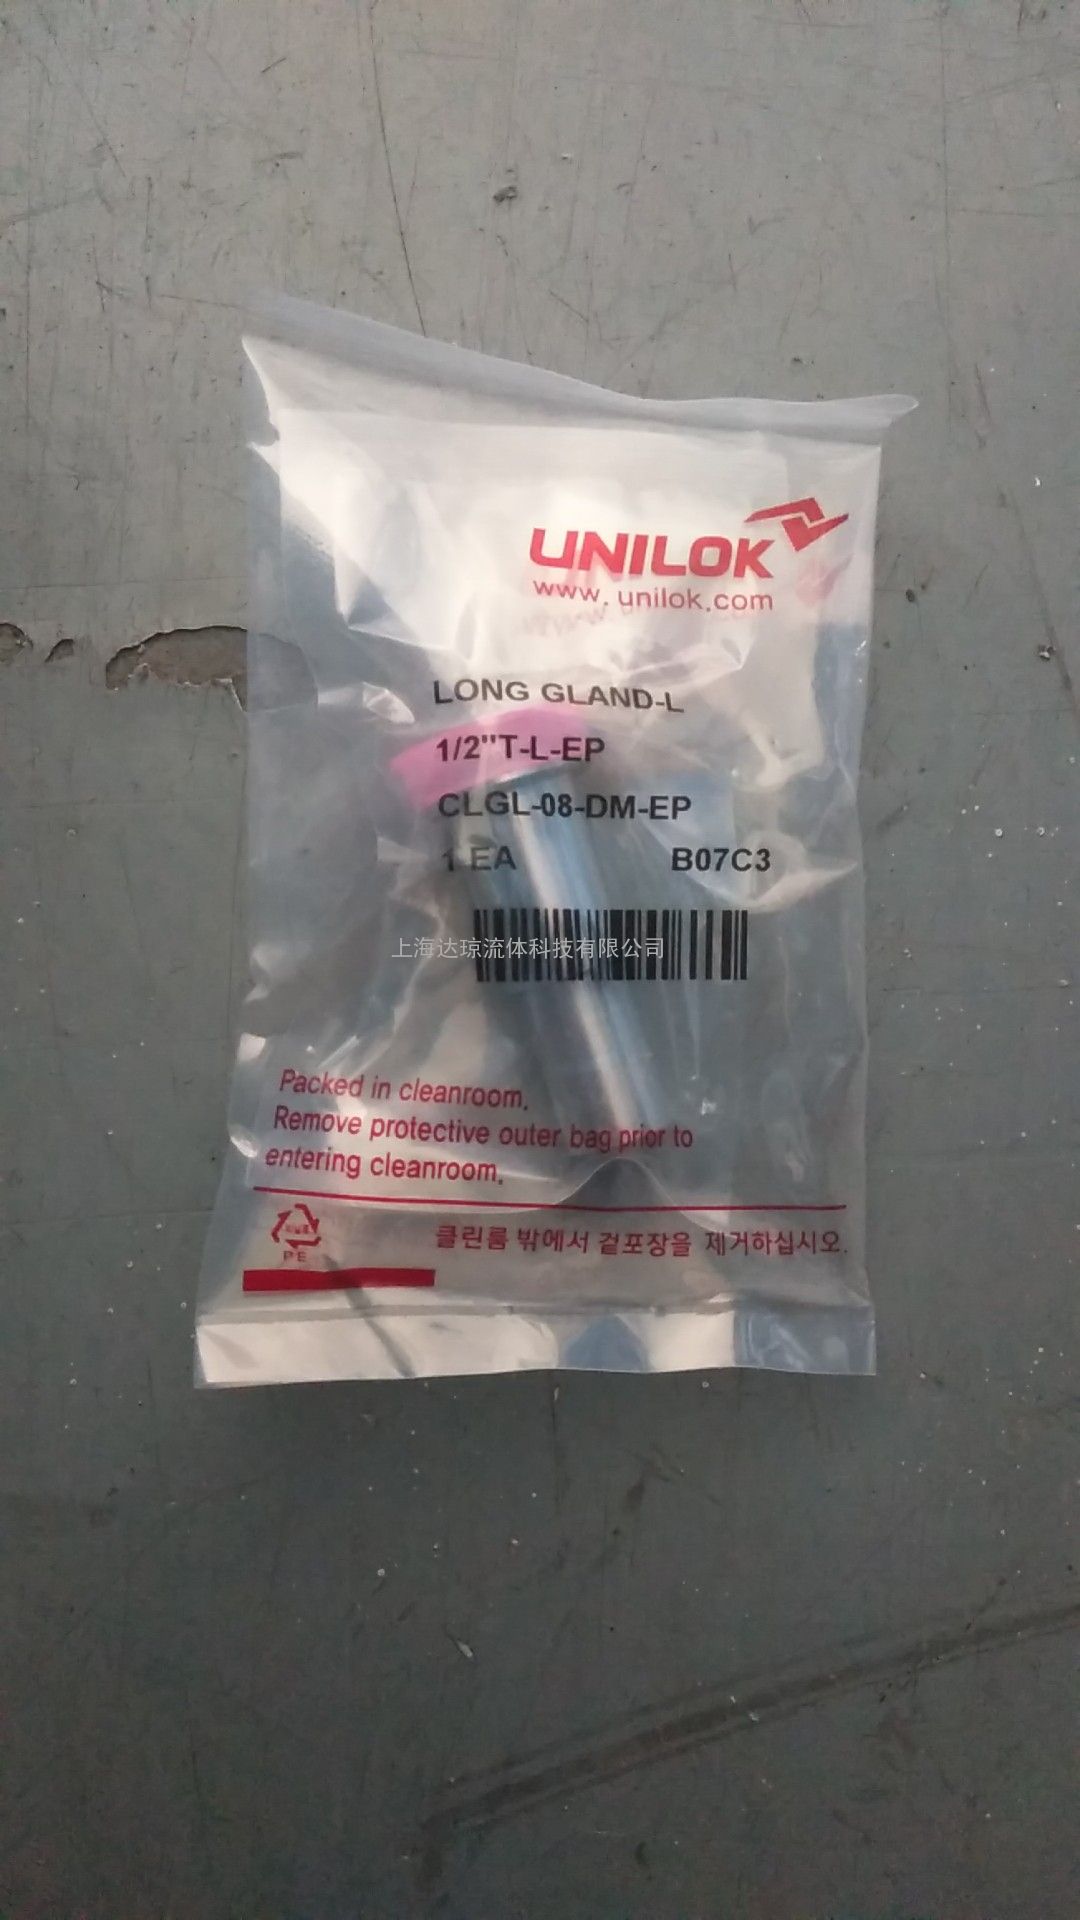 UNILOK
www.unilok.com
LONG GLAND-L
1/2"T-L-EP
CLGL-08-DM-EP
1 EA B07C3
上海达琼流体科技有限公司
Packed in cleanroom.
Remove protective outer bag prior to
entering cleanroom.
클린룸 밖에서 겉포장을 제거하십시오.
PE